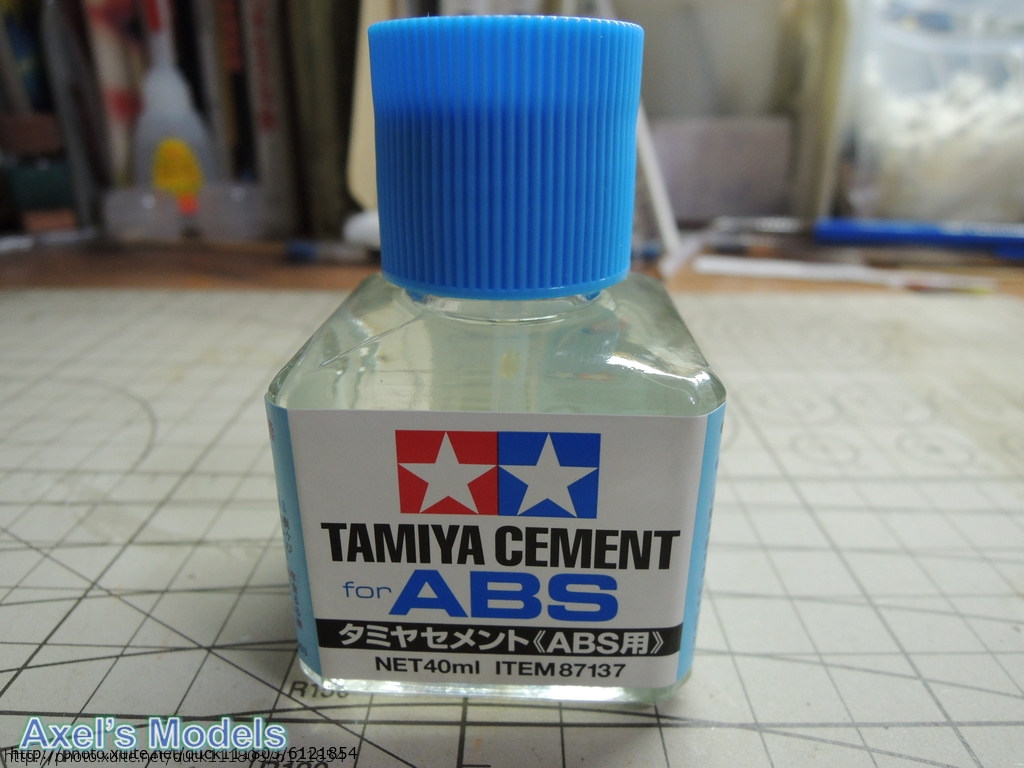 TAMIYA CEMENT
for ABS
タミヤセメント《ABS用》
NET40ml ITEM87137
R150
Axel's Models